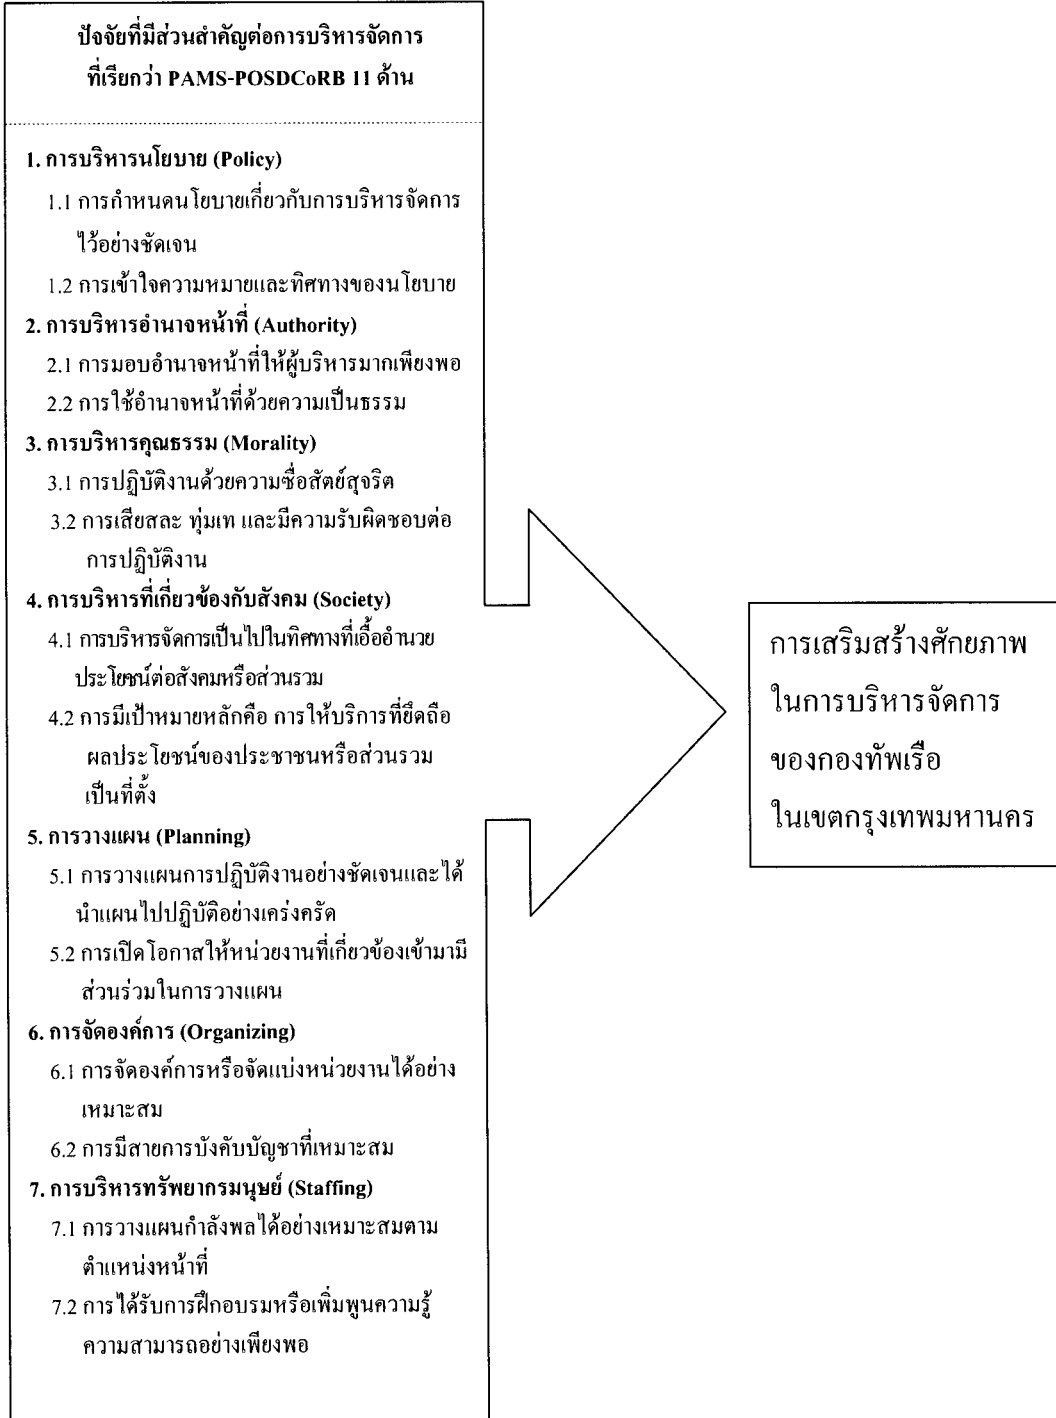 ปัจจัยที่มีส่วนสำคัญต่อการบริหารจัดการ
ที่เรียกว่า PAMS-POSDCoRB 11 ด้าน
1. การบริหารนโยบาย (Policy)
1.1 การกำหนดนโยบายเกี่ยวกับการบริหารจัดการ
ไว้อย่างชัดเจน
1.2 การเข้าใจความหมายและทิศทางของนโยบาย
2. การบริหารอำนาจหน้าที่ (Authority)
2.1 การมอบอำนาจหน้าที่ให้ผู้บริหารมากเพียงพอ
2.2 การใช้อำนาจหน้าที่ด้วยความเป็นธรรม
3. การบริหารคุณธรรม (Morality)
3.1 การปฏิบัติงานด้วยความซื่อสัตย์สุจริต
3.2 การเสียสละ ทุ่มเท และมีความรับผิดชอบต่อ
การปฏิบัติงาน
4. การบริหารที่เกี่ยวข้องกับสังคม (Society)
4.1 การบริหารจัดการเป็นไปในทิศทางที่เอื้ออำนวย
ประโยชน์ต่อสังคมหรือส่วนรวม
4.2 การมีเป้าหมายหลักคือ การให้บริการที่ยึดถือ
ผลประโยชน์ของประชาชนหรือส่วนรวม
เป็นที่ตั้ง
5. การวางแผน (Planning)
5.1 การวางแผนการปฏิบัติงานอย่างชัดเจนและได้
นำแผนไปปฏิบัติอย่างเคร่งครัด
5.2 การเปิดโอกาสให้หน่วยงานที่เกี่ยวข้องเข้ามามี
ส่วนร่วมในการวางแผน
6. การจัดองค์การ (Organizing)
6.1 การจัดองค์การหรือจัดแบ่งหน่วยงานได้อย่าง
เหมาะสม
6.2 การมีสายการบังคับบัญชาที่เหมาะสม
7. การบริหารทรัพยากรมนุษย์ (Staffing)
7.1 การวางแผนกำลังพลได้อย่างเหมาะสมตาม
ตำแหน่งหน้าที่
7.2 การได้รับการฝึกอบรมหรือเพิ่มพูนความรู้
ความสามารถอย่างเพียงพอ
การเสริมสร้างศักยภาพ
ในการบริหารจัดการ
ของกองทัพเรือ
ในเขตกรุงเทพมหานคร